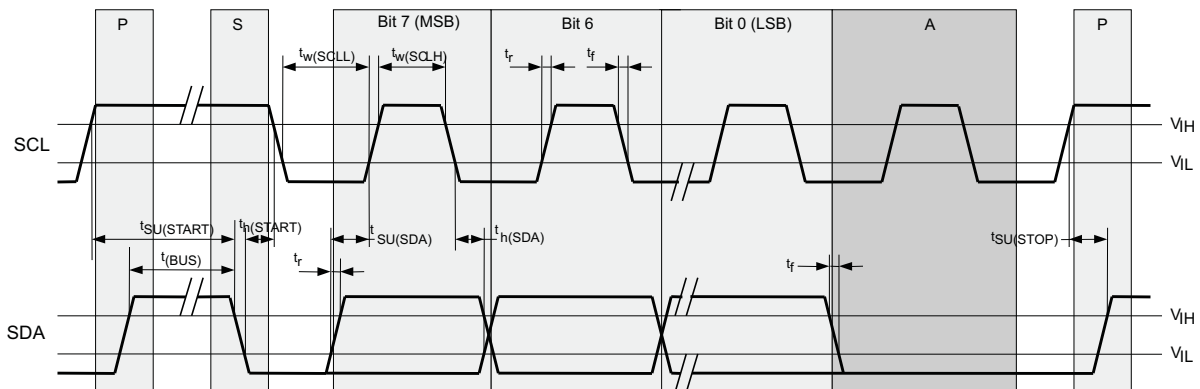 P S Bit 7 (MSB) Bit 6 Bit 0 (LSB) A P
tw(SCLL) tw(SCLH) tr tf
SCL VIH
VIL
tSU(START) th(START) tSU(SDA) th(SDA) tSU(STOP)
t(BUS) tr tf
SDA VIH
VIL